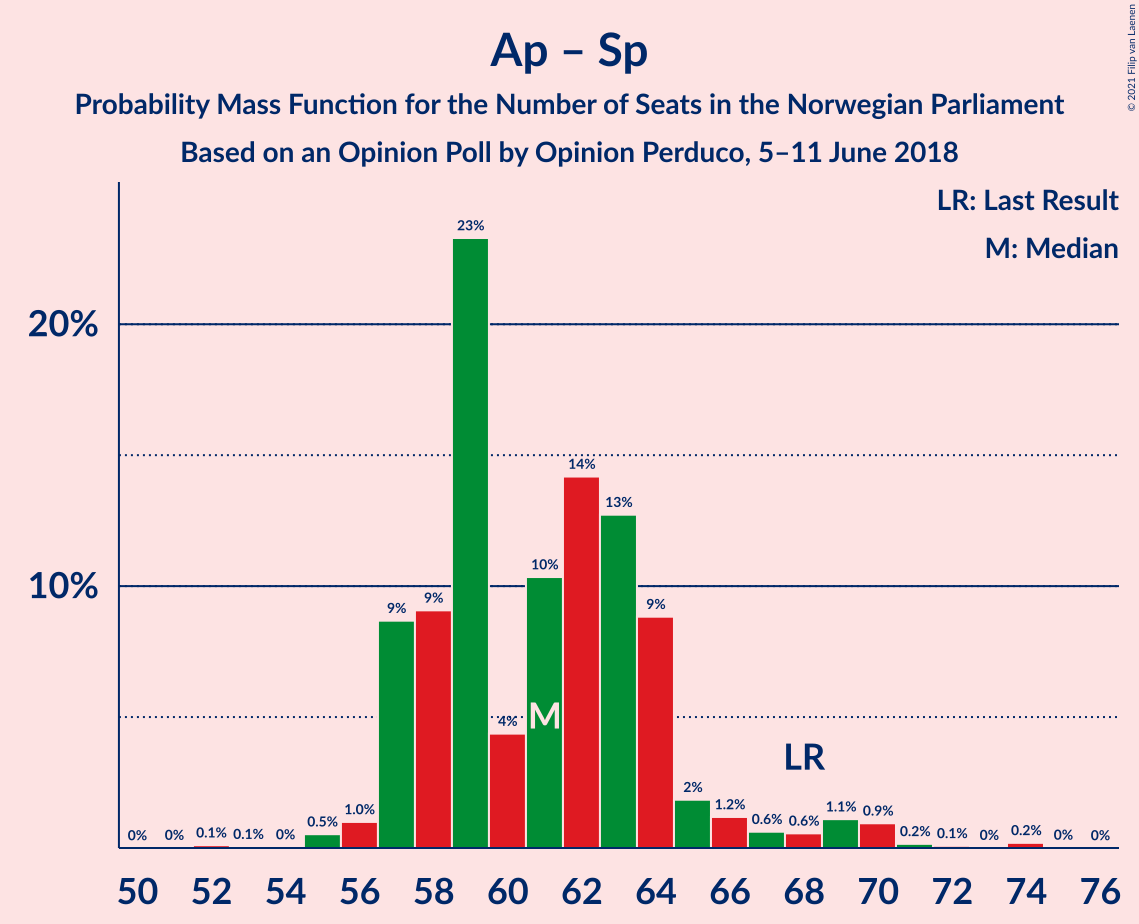 Ap – Sp
Probability Mass Function for the Number of Seats in the Norwegian Parliament
Based on an Opinion Poll by Opinion Perduco, 5–11 June 2018
© 2021 Filip van Laenen
LR: Last Result
M: Median
20%
10%
0% 0% 0.1% 0.1% 0% 0.5% 1.0% 9% 9% 23% 4% 10% 14% 13% 9% 2% 1.2% 0.6% 0.6% 1.1% 0.9% 0.2% 0.1% 0% 0.2% 0% 0%
M
LR
50 52 54 56 58 60 62 64 66 68 70 72 74 76